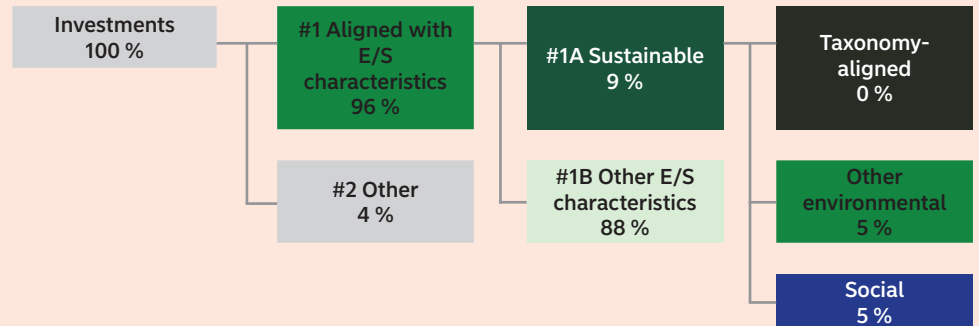 Investments
100 %
#1 Aligned with
E/S
characteristics
96 %
#2 Other
4 %
#1A Sustainable
9 %
#1B Other E/S
characteristics
88 %
Taxonomy-
aligned
0 %
Other
environmental
5 %
Social
5 %